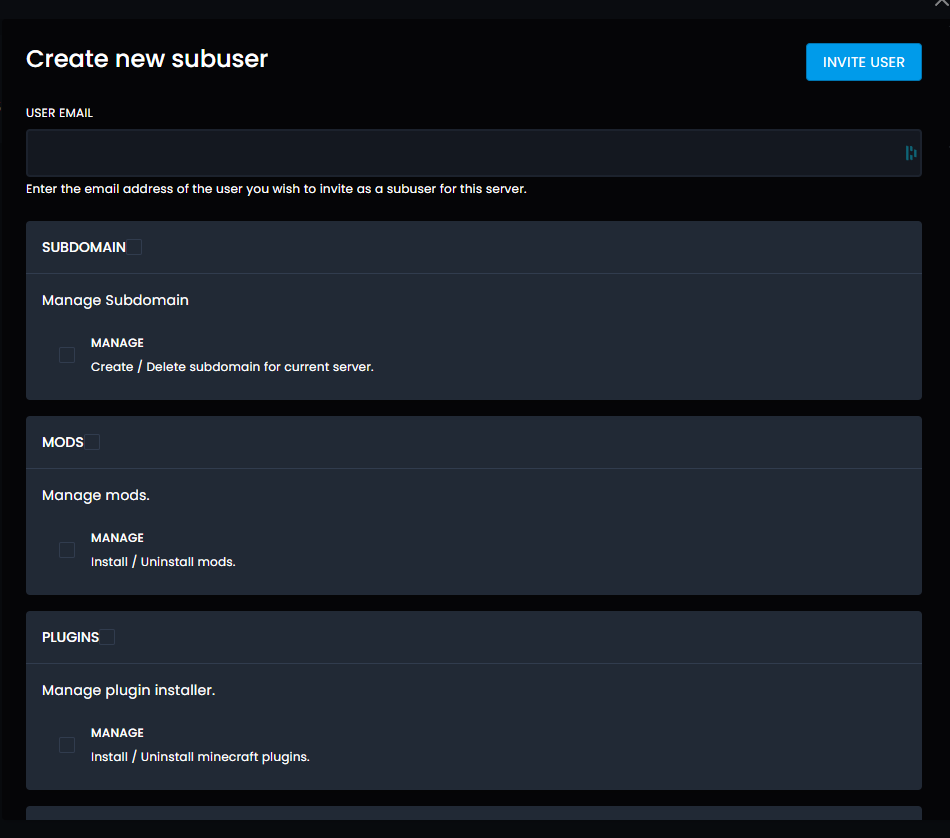 Create new subuser
INVITE USER
USER EMAIL
Enter the email address of the user you wish to invite as a subuser for this server.
SUBDOMAIN
Manage Subdomain
MANAGE
Create / Delete subdomain for current server.
MODS
Manage mods.
MANAGE
Install / Uninstall mods.
PLUGINS
Manage plugin installer.
MANAGE
Install / Uninstall minecraft plugins.